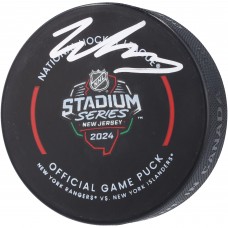 NATIONAL HOCKEY LEAGUE
NHL
STADIUM
SERIES
NEW JERSEY
2024
OFFICIAL GAME PUCK
NEW YORK RANGERS® VS. NEW YORK ISLANDERS®
CANADA